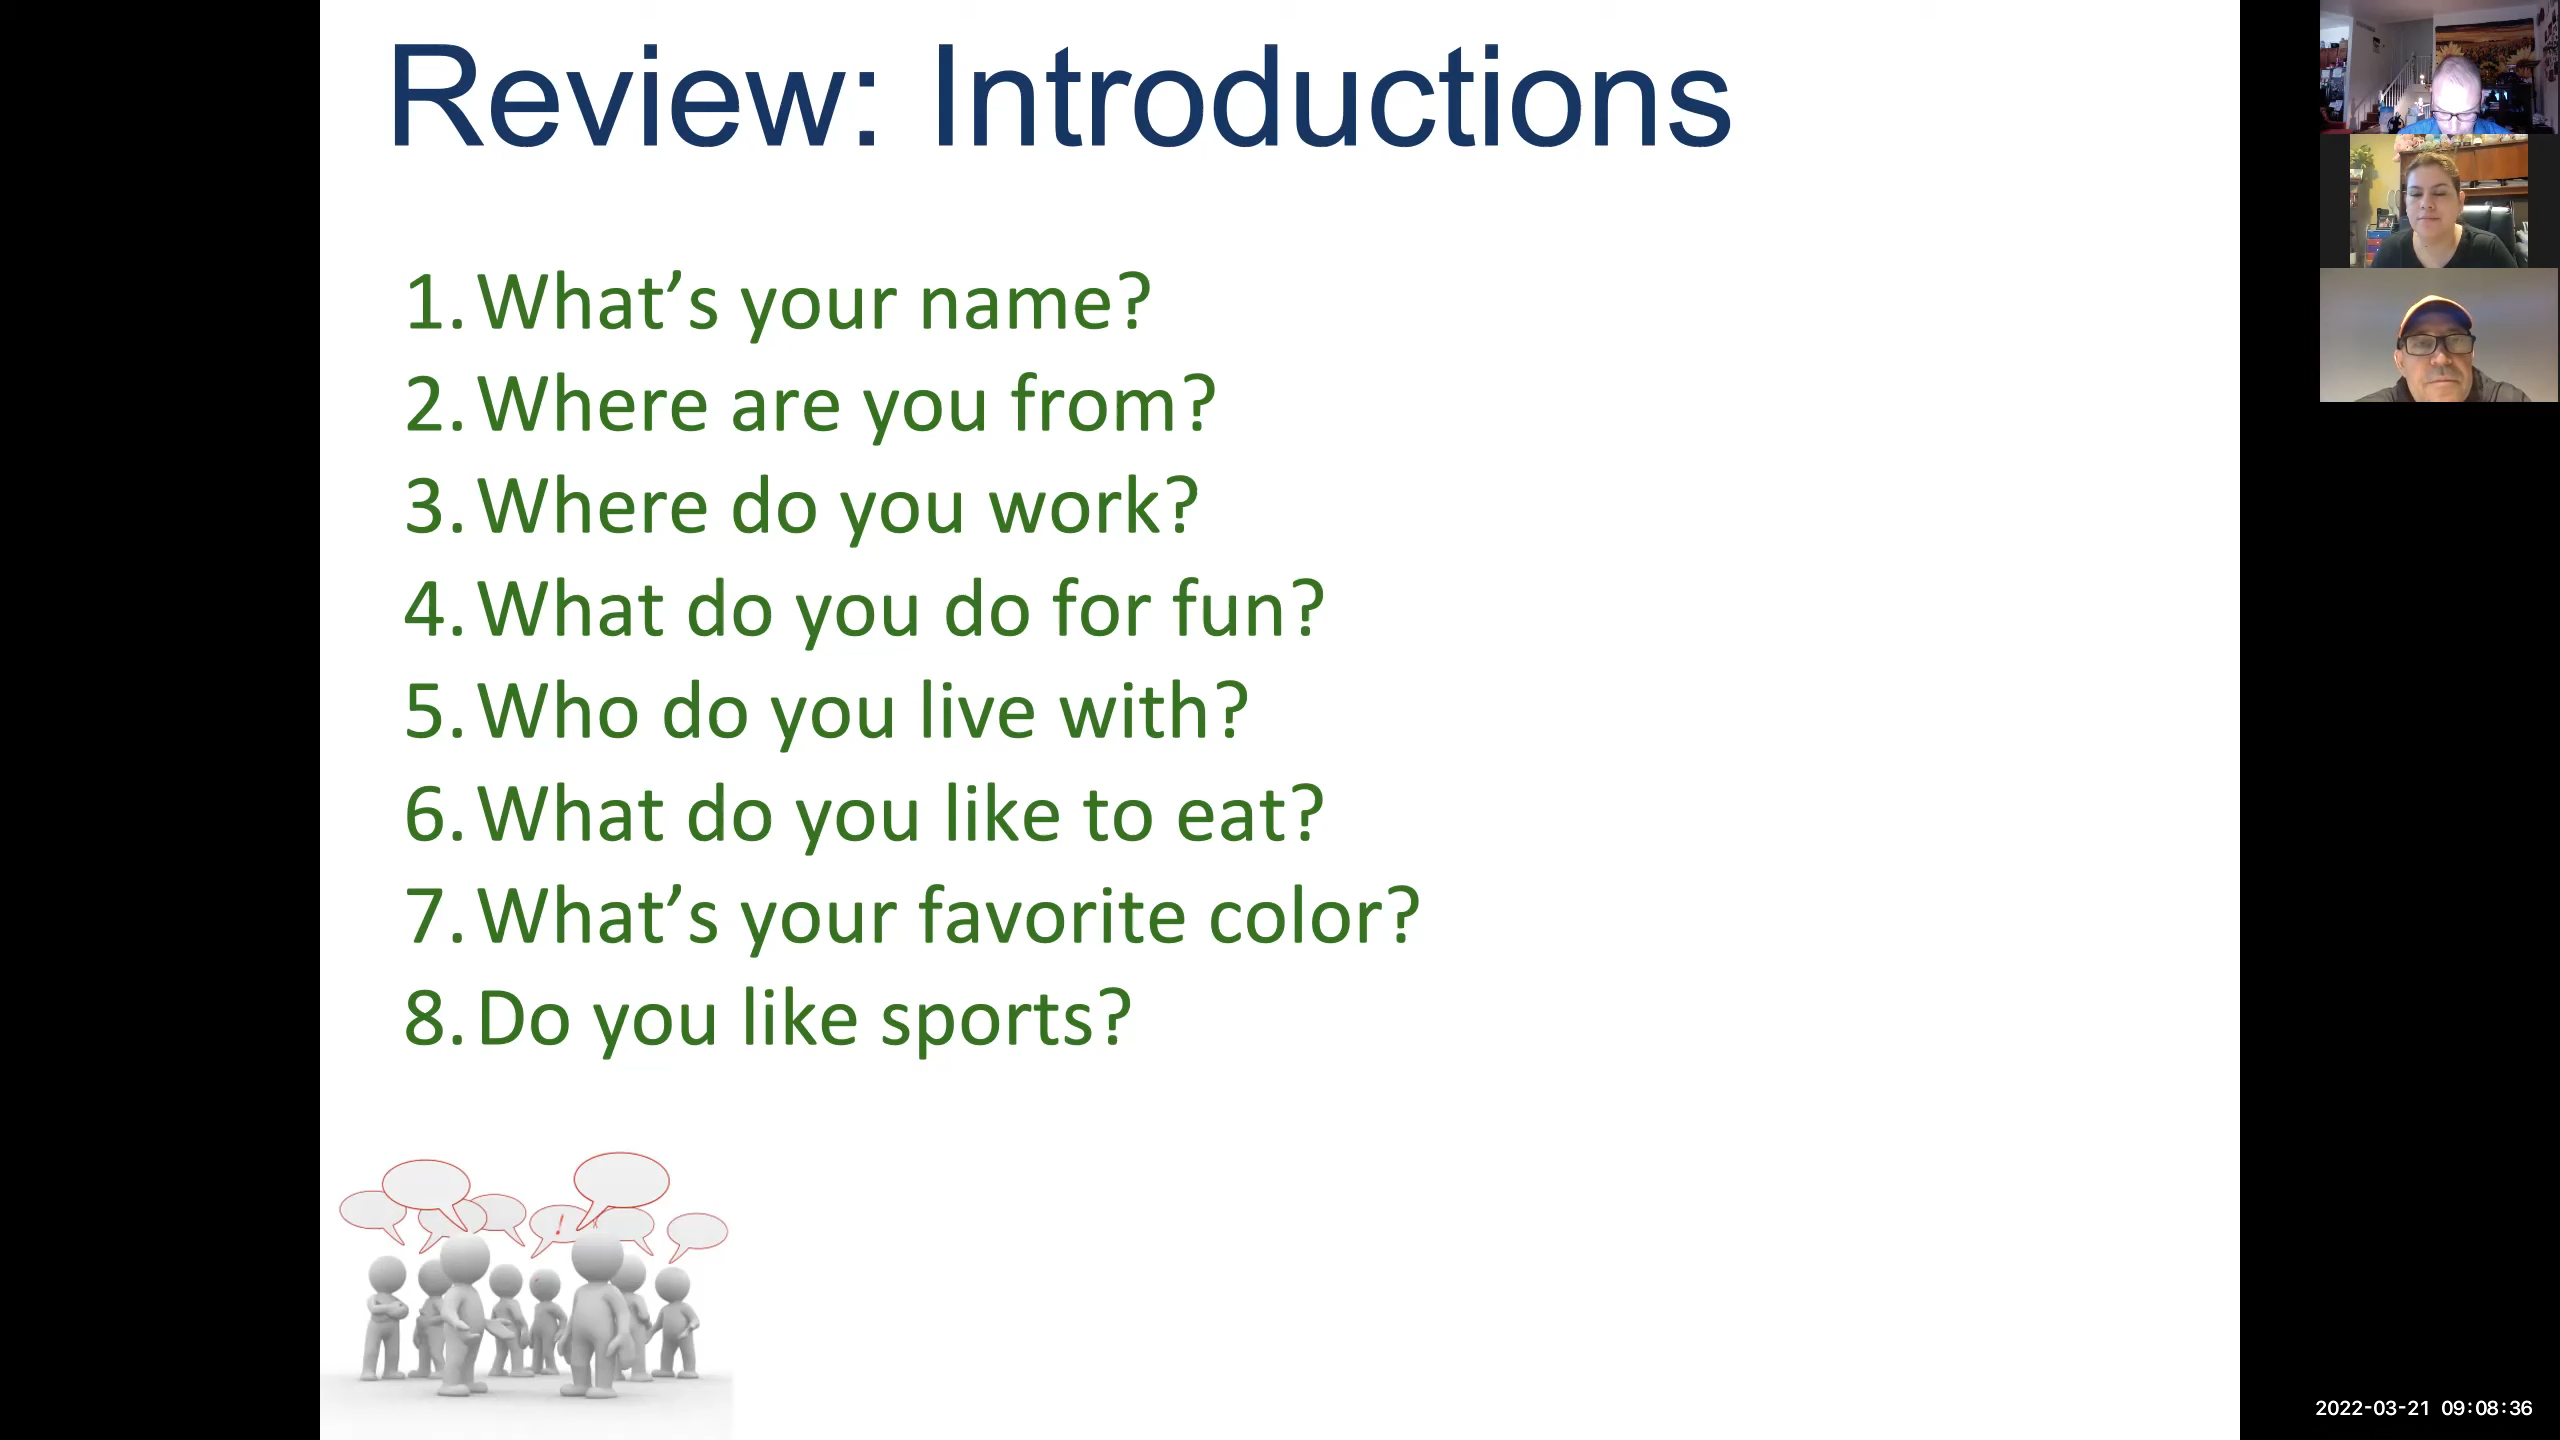 Review: Introductions
1. What’s your name?
2. Where are you from?
3. Where do you work?
4. What do you do for fun?
5. Who do you live with?
6. What do you like to eat?
7. What’s your favorite color?
8. Do you like sports?
!
2022-03-21 09:08:36